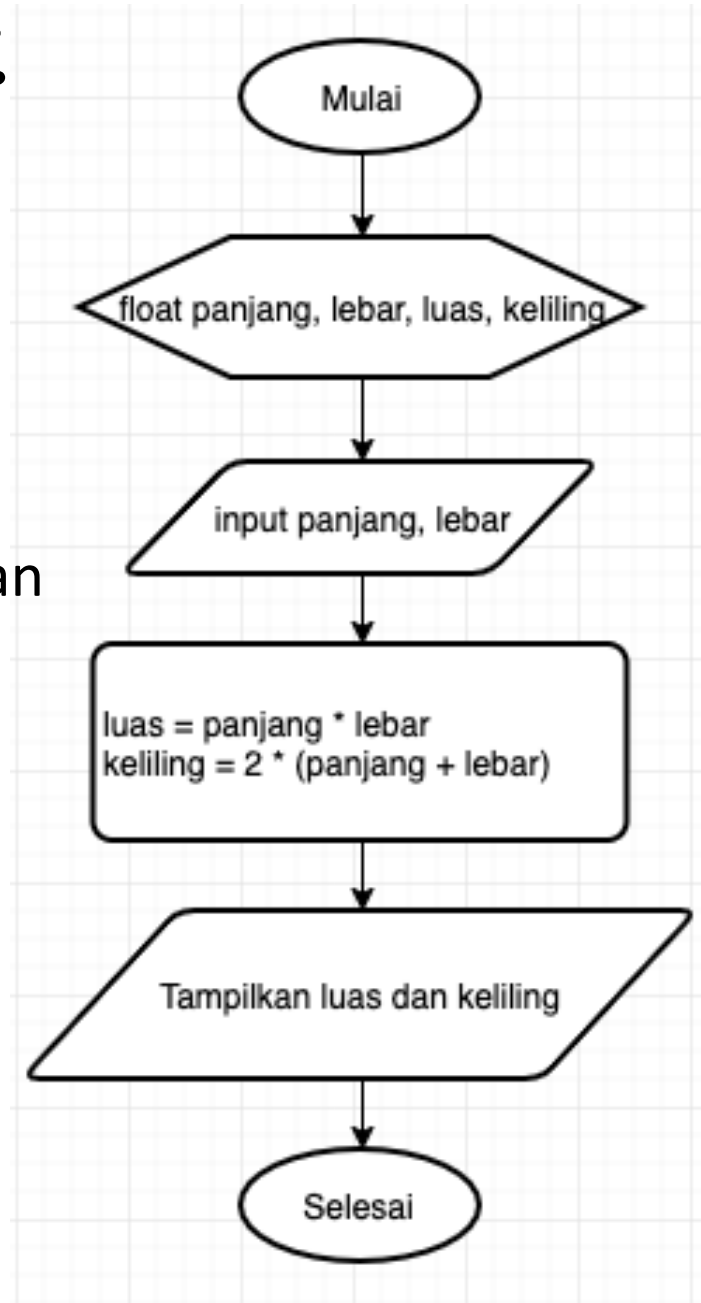 Mulai
float panjang, lebar, luas, keliling
input panjang, lebar
an
luas = panjang * lebar
keliling = 2 * (panjang + lebar)
Tampilkan luas dan keliling
Selesai